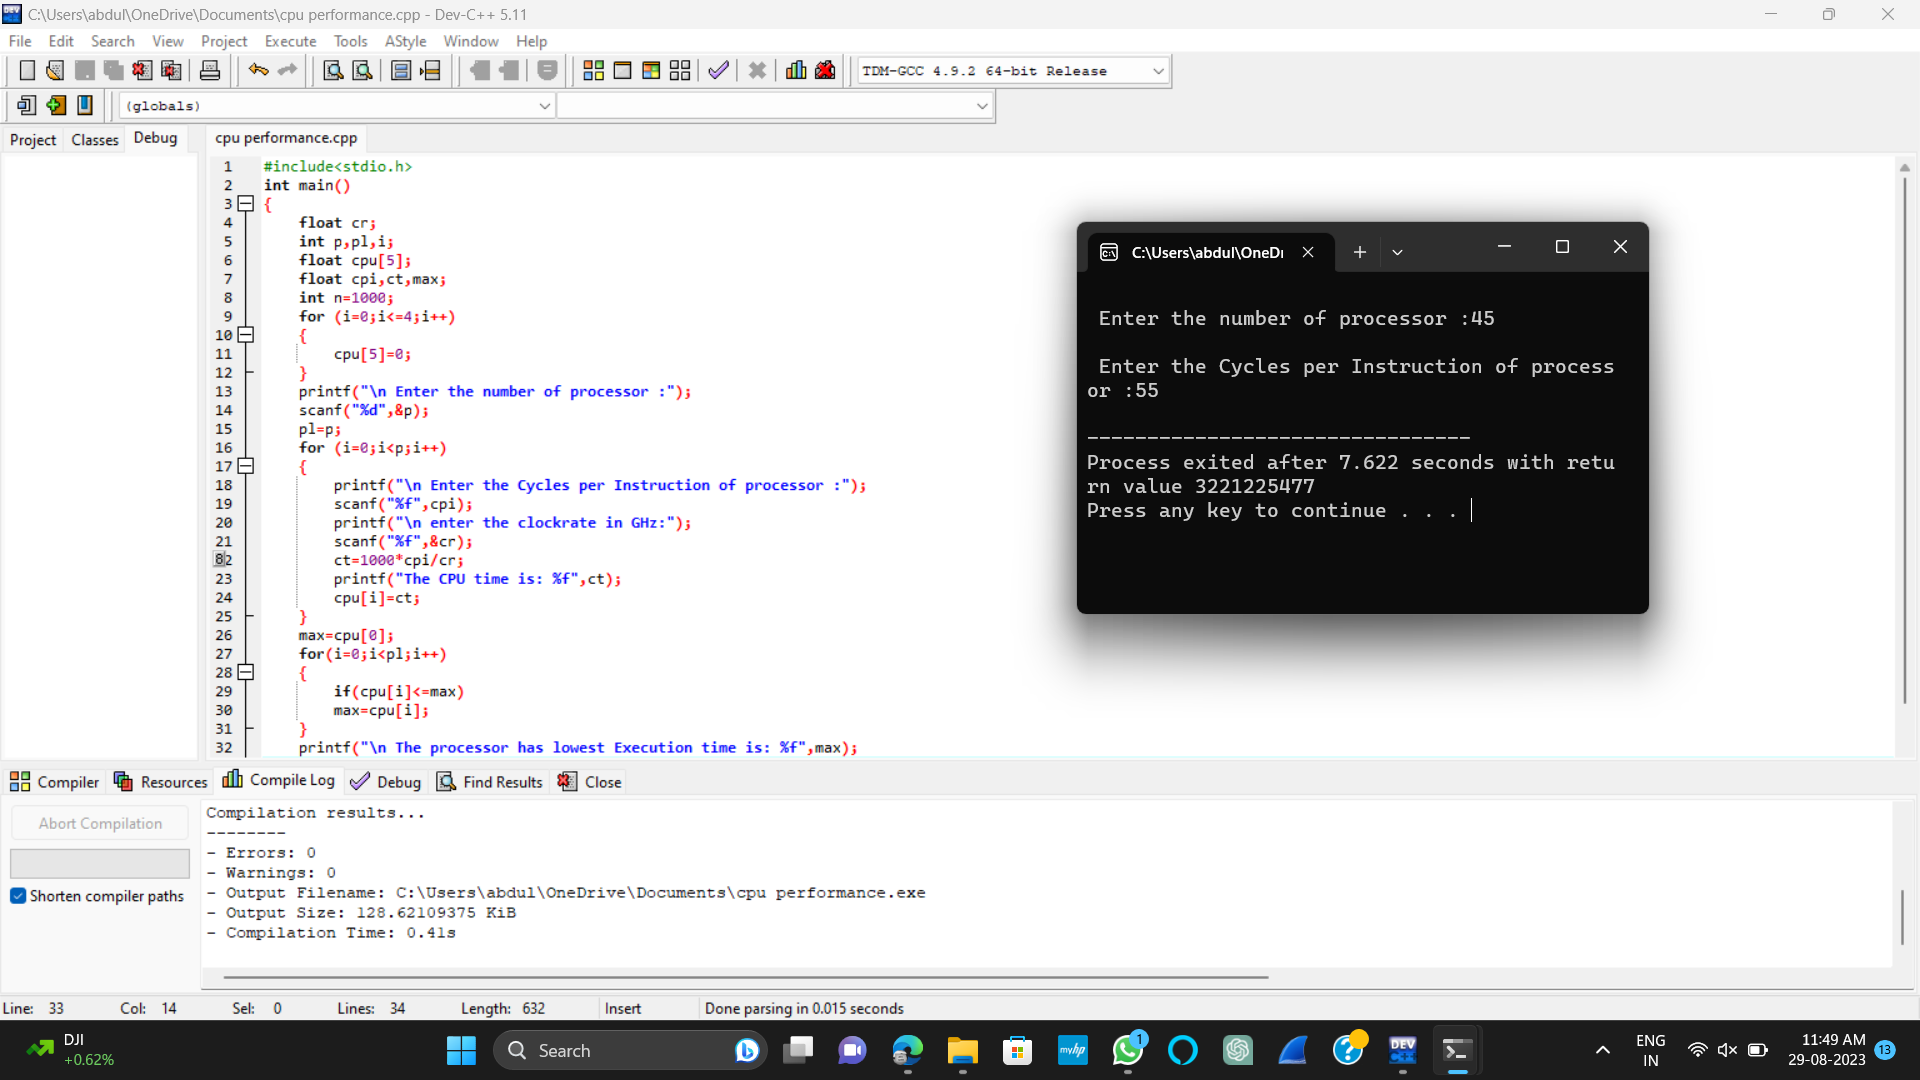 C:\Users\abdul\OneDrive\Documents\cpu performance.cpp - Dev-C++ 5.11
File Edit Search View Project Execute Tools AStyle Window Help
TDM-GCC 4.9.2 64-bit Release
(globals)
Project Classes Debug
cpu performance.cpp
1 #include<stdio.h>
2 int main()
3 {
4 float cr;
5 int p,pl,i;
6 float cpu[5];
7 float cpi,ct,max;
8 int n=1000;
9 for (i=0;i<=4;i++)
10 {
11 cpu[5]=0;
12 }
13 printf("\n Enter the number of processor :");
14 scanf("%d",&p);
15 pl=p;
16 for (i=0;i<p;i++)
17 {
18 printf("\n Enter the Cycles per Instruction of processor :");
19 scanf("%f",cpi);
20 printf("\n enter the clockrate in GHz:");
21 scanf("%f",&cr);
82 ct=1000*cpi/cr;
23 printf("The CPU time is: %f",ct);
24 cpu[i]=ct;
25 }
26 max=cpu[0];
27 for(i=0;i<pl;i++)
28 {
29 if(cpu[i]<=max)
30 max=cpu[i];
31 }
32 printf("\n The processor has lowest Execution time is: %f",max);
C:\Users\abdul\OneDr
Enter the number of processor :45
Enter the Cycles per Instruction of process
or :55
--------------------------------
Process exited after 7.622 seconds with retu
rn value 3221225477
Press any key to continue . . .
Compiler Resources Compile Log Debug Find Results Close
Abort Compilation
Shorten compiler paths
Compilation results...
--------
- Errors: 0
- Warnings: 0
- Output Filename: C:\Users\abdul\OneDrive\Documents\cpu performance.exe
- Output Size: 128.62109375 KiB
- Compilation Time: 0.41s
Line: 33 Col: 14 Sel: 0 Lines: 34 Length: 632 Insert Done parsing in 0.015 seconds
DJI
+0.62%
Search
myhp
1
DEV
C++
ENG
IN
11:49 AM
29-08-2023
13